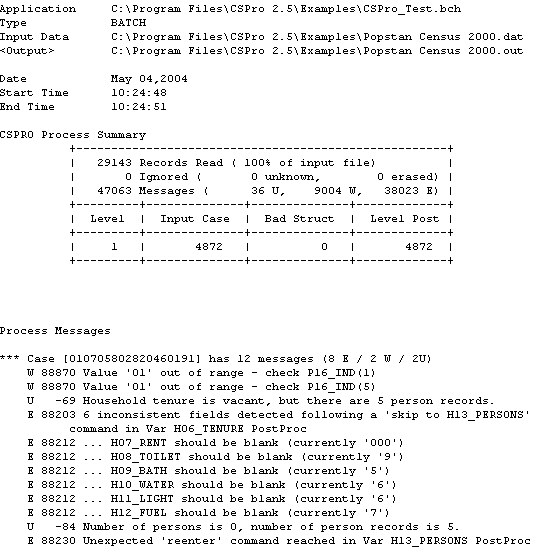 Application     C:\Program Files\CSPro 2.5\Examples\CSPro_Test.bch
Type            BATCH
Input Data      C:\Program Files\CSPro 2.5\Examples\Popstan Census 2000.dat
<Output>        C:\Program Files\CSPro 2.5\Examples\Popstan Census 2000.out
Date            May 04,2004
Start Time      10:24:48
End Time        10:24:51
CSPRO Process Summary
+-----------------------------------------------------+
| 29143 Records Read ( 100% of input file) |
| 0 Ignored ( 0 unknown, 0 erased) |
| 47063 Messages ( 36 U, 9004 W, 38023 E) |
+---------+---------------+---------------+-------------+
| Level | Input Case | Bad Struct | Level Post |
+---------+---------------+---------------+-------------+
| 1 | 4872 | 0 | 4872 |
+---------+---------------+---------------+-------------+
Process Messages
*** Case [010705802820460191] has 12 messages (8 E / 2 W / 2U)
W 88870 Value '01' out of range - check P16_IND(1)
W 88870 Value '01' out of range - check P16_IND(5)
U -69 Household tenure is vacant, but there are 5 person records.
E 88203 6 inconsistent fields detected following a 'skip to H13_PERSONS'
command in Var H06_TENURE PostProc
E 88212 ... H07_RENT should be blank (currently '000')
E 88212 ... H08_TOILET should be blank (currently '9')
E 88212 ... H09_BATH should be blank (currently '5')
E 88212 ... H10_WATER should be blank (currently '6')
E 88212 ... H11_LIGHT should be blank (currently '6')
E 88212 ... H12_FUEL should be blank (currently '7')
U -84 Number of persons is 0, number of person records is 5.
E 88230 Unexpected 'reenter' command reached in Var H13_PERSONS PostProc